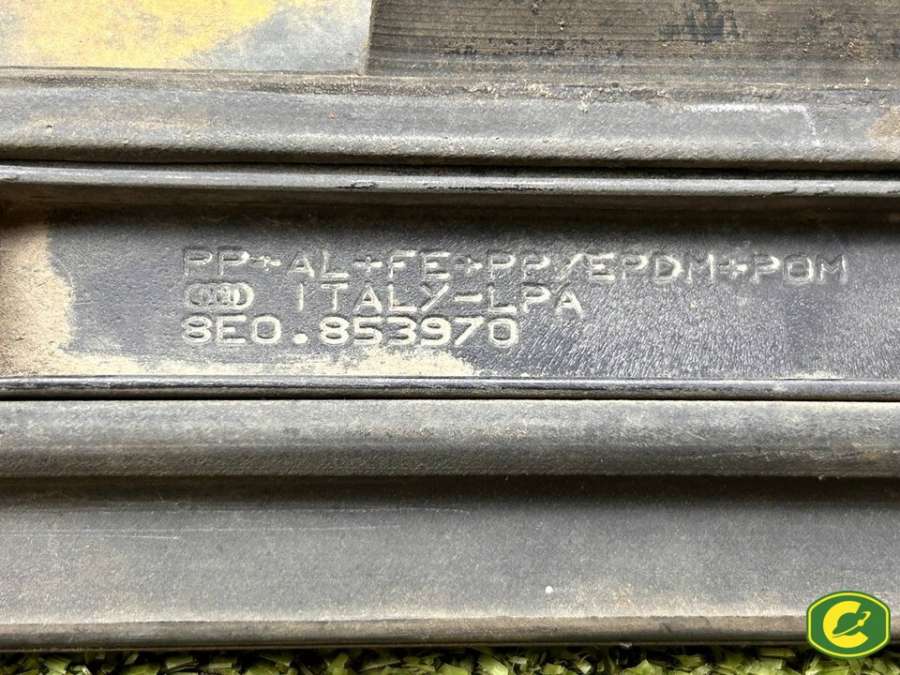 PP+AL+FE+PP/EPDM+POM
ITALY-LPA
8E0.853970
C